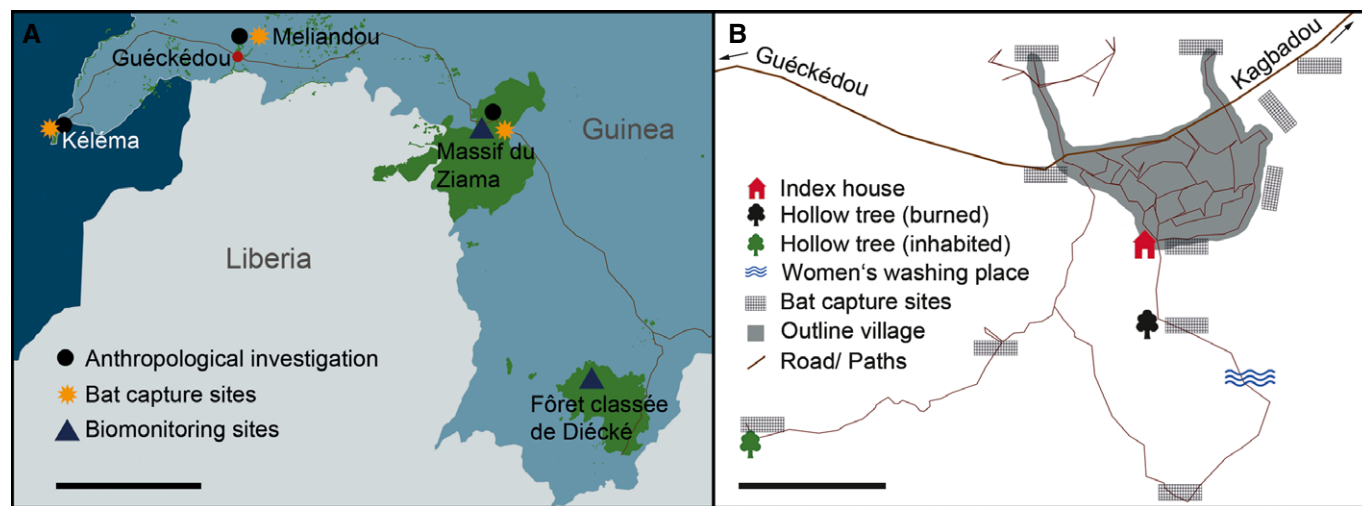 A
Meliandou
Guéckédou
Kéléma
Guinea
Massif du
Ziama
Liberia
Anthropological investigation
Bat capture sites
Biomonitoring sites
Fôret classée
de Diécké
B
Guéckédou
Kagbadou
Index house
Hollow tree (burned)
Hollow tree (inhabited)
Women‘s washing place
Bat capture sites
Outline village
Road/ Paths